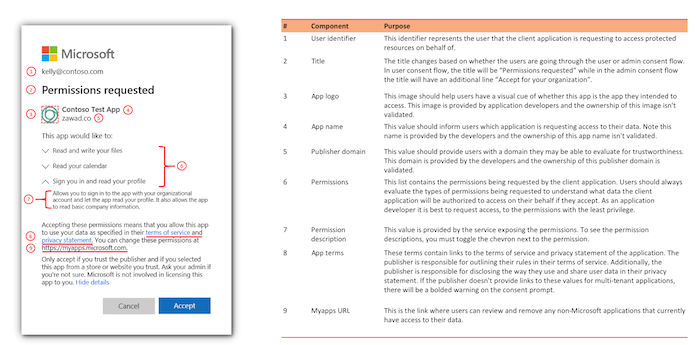 Microsoft
1 kelly@contoso.com
2 Permissions requested
3 Contoso Test App 4
zawad.co 5
This app would like to:
Read and write your files
Read your calendar
6
Sign you in and read your profile
7 Allows you to sign in to the app with your organizational
account and let the app read your profile. It also allows the app
to read basic company information.
Accepting these permissions means that you allow this
8 app to use your data as specified in their terms of service and
privacy statement. You can change these permissions at
9 https://myapps.microsoft.com.
Only accept if you trust the publisher and if you selected
this app from a store or website you trust. Ask your admin if
you're not sure. Microsoft is not involved in licensing this
app to you. Hide details
Cancel Accept
# Component Purpose
1 User identifier This identifier represents the user that the client application is requesting to access protected
resources on behalf of.
2 Title The title changes based on whether the users are going through the user or admin consent flow.
In user consent flow, the title will be “Permissions requested” while in the admin consent flow
the title will have an additional line “Accept for your organization”.
3 App logo This image should help users have a visual cue of whether this app is the app they intended to
access. This image is provided by application developers and the ownership of this image isn't
validated.
4 App name This value should inform users which application is requesting access to their data. Note this
name is provided by the developers and the ownership of this app name isn't validated.
5 Publisher domain This value should provide users with a domain they may be able to evaluate for trustworthiness.
This domain is provided by the developers and the ownership of this publisher domain is
validated.
6 Permissions This list contains the permissions being requested by the client application. Users should always
evaluate the types of permissions being requested to understand what data the client
application will be authorized to access on their behalf if they accept. As an application
developer it is best to request access, to the permissions with the least privilege.
7 Permission description This value is provided by the service exposing the permissions. To see the permission
descriptions, you must toggle the chevron next to the permission.
8 App terms These terms contain links to the terms of service and privacy statement of the application. The
publisher is responsible for outlining their rules in their terms of service. Additionally, the
publisher is responsible for disclosing the way they use and share user data in their privacy
statement. If the publisher doesn't provide links to these values for multi-tenant applications,
there will be a bolded warning on the consent prompt.
9 Myapps URL This is the link where users can review and remove any non-Microsoft applications that currently
have access to their data.